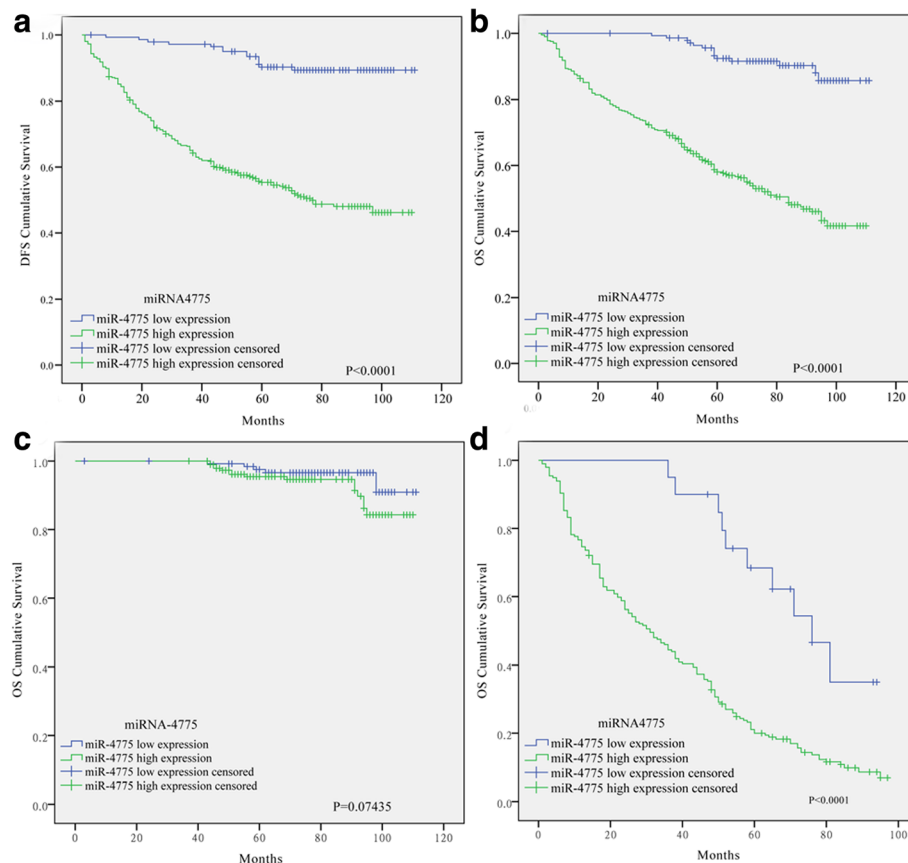 a
DFS Cumulative Survival
1.0
0.8
0.6
0.4
0.2
0.0
miRNA4775
miR-4775 low expression
miR-4775 high expression
miR-4775 low expression censored
miR-4775 high expression censored
P<0.0001
0 20 40 60 80 100 120
Months
b
OS Cumulative Survival
1.0
0.8
0.6
0.4
0.2
0.0
miRNA4775
miR-4775 low expression
miR-4775 high expression
miR-4775 low expression censored
miR-4775 high expression censored
P<0.0001
0 20 40 60 80 100 120
Months
c
OS Cumulative Survival
1.0
0.8
0.6
0.4
0.2
0.0
miRNA-4775
miR-4775 low expression
miR-4775 high expression
miR-4775 low expression censored
miR-4775 high expression censored
P=0.07435
0 20 40 60 80 100 120
Months
d
OS Cumulative Survival
1.0
0.8
0.6
0.4
0.2
0.0
miRNA4775
miR-4775 low expression
miR-4775 high expression
miR-4775 low expression censored
miR-4775 high expression censored
P<0.0001
0 20 40 60 80 100
Months